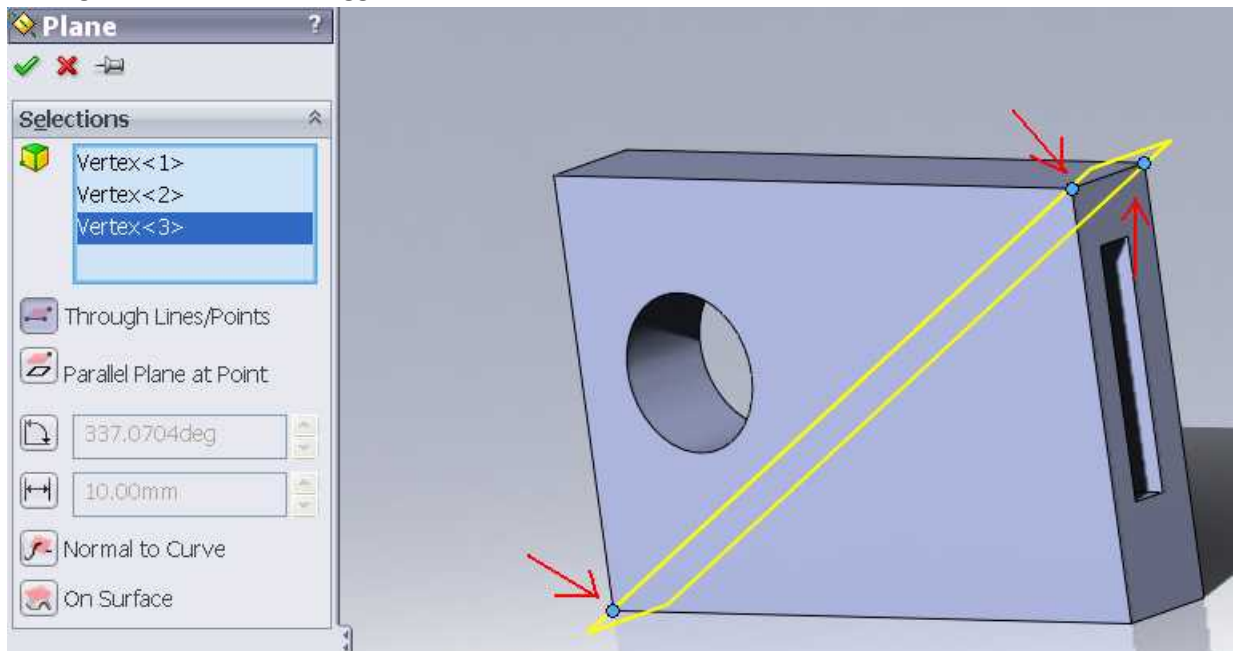 Plane ?
Selections
Vertex<1>
Vertex<2>
Vertex<3>
Through Lines/Points
Parallel Plane at Point
337.0704deg
10.00mm
Normal to Curve
On Surface